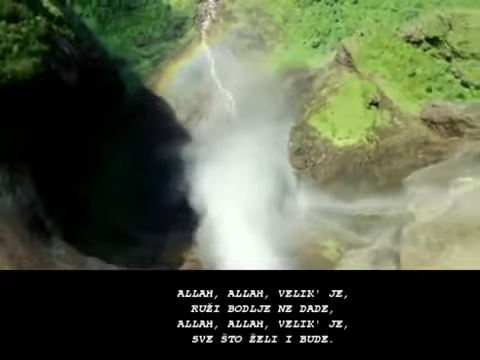 ALLAH, ALLAH, VELIK' JE,
RUŽI BODLJE NE DADE,
ALLAH, ALLAH, VELIK' JE,
SVE ŠTO ŽELI I BUDE.